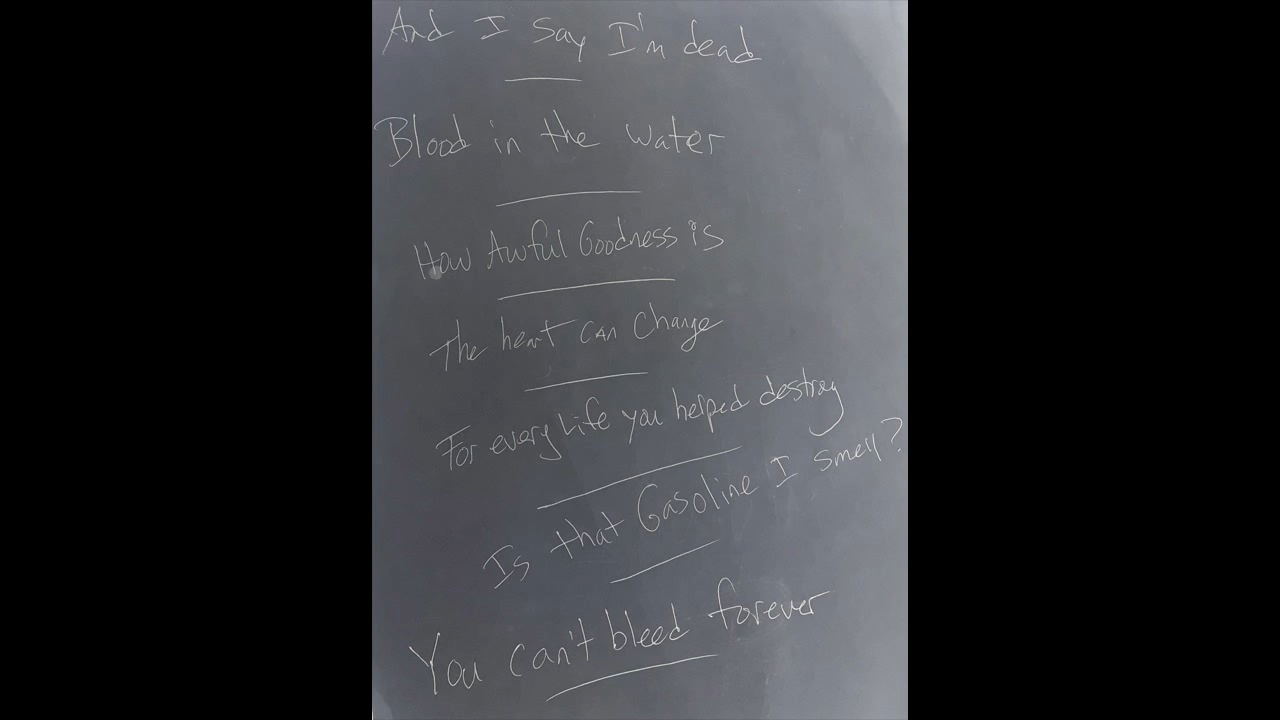 And I Say I'm dead
Blood in the water
How Awful Goodness is
The heart can Change
For every Life you helped destroy
Is that Gasoline I smell?
You can't bleed forever